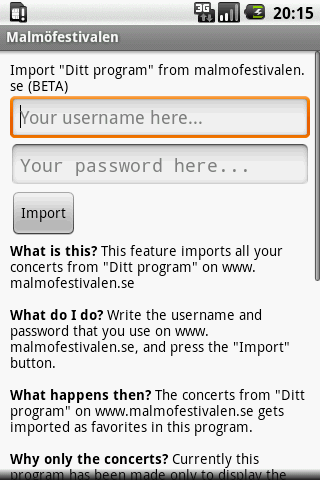 3G
20:15
Malmöfestivalen
Import "Ditt program" from malmofestivalen.
se (BETA)
Your username here...
Your password here...
Import
What is this? This feature imports all your
concerts from "Ditt program" on www.
malmofestivalen.se
What do I do? Write the username and
password that you use on www.
malmofestivalen.se, and press the "Import"
button.
What happens then? The concerts from "Ditt
program" on www.malmofestivalen.se gets
imported as favorites in this program.
Why only the concerts? Currently this
program has been made only to display the